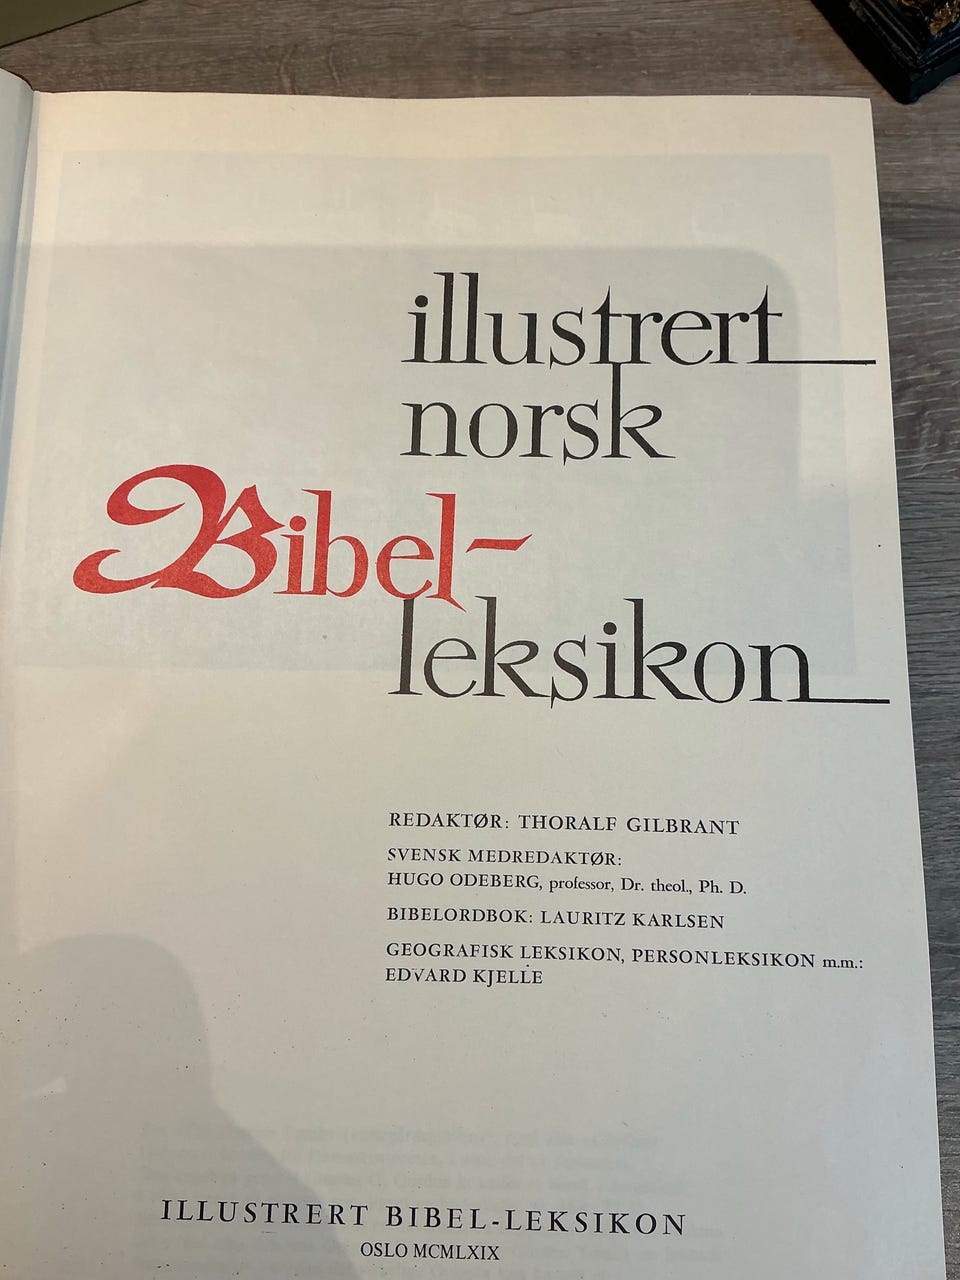 illustrert
norsk
Bibel-
leksikon
REDAKTØR: THORALF GILBRANT
SVENSK MEDREDAKTØR:
HUGO ODEBERG, professor, Dr. theol., Ph. D.
BIBELORDBOK: LAURITZ KARLSEN
GEOGRAFISK LEKSIKON, PERSONLEKSIKON m.m.:
EDVARD KJELLE
ILLUSTRERT BIBEL-LEKSIKON
OSLO MCMLXIX